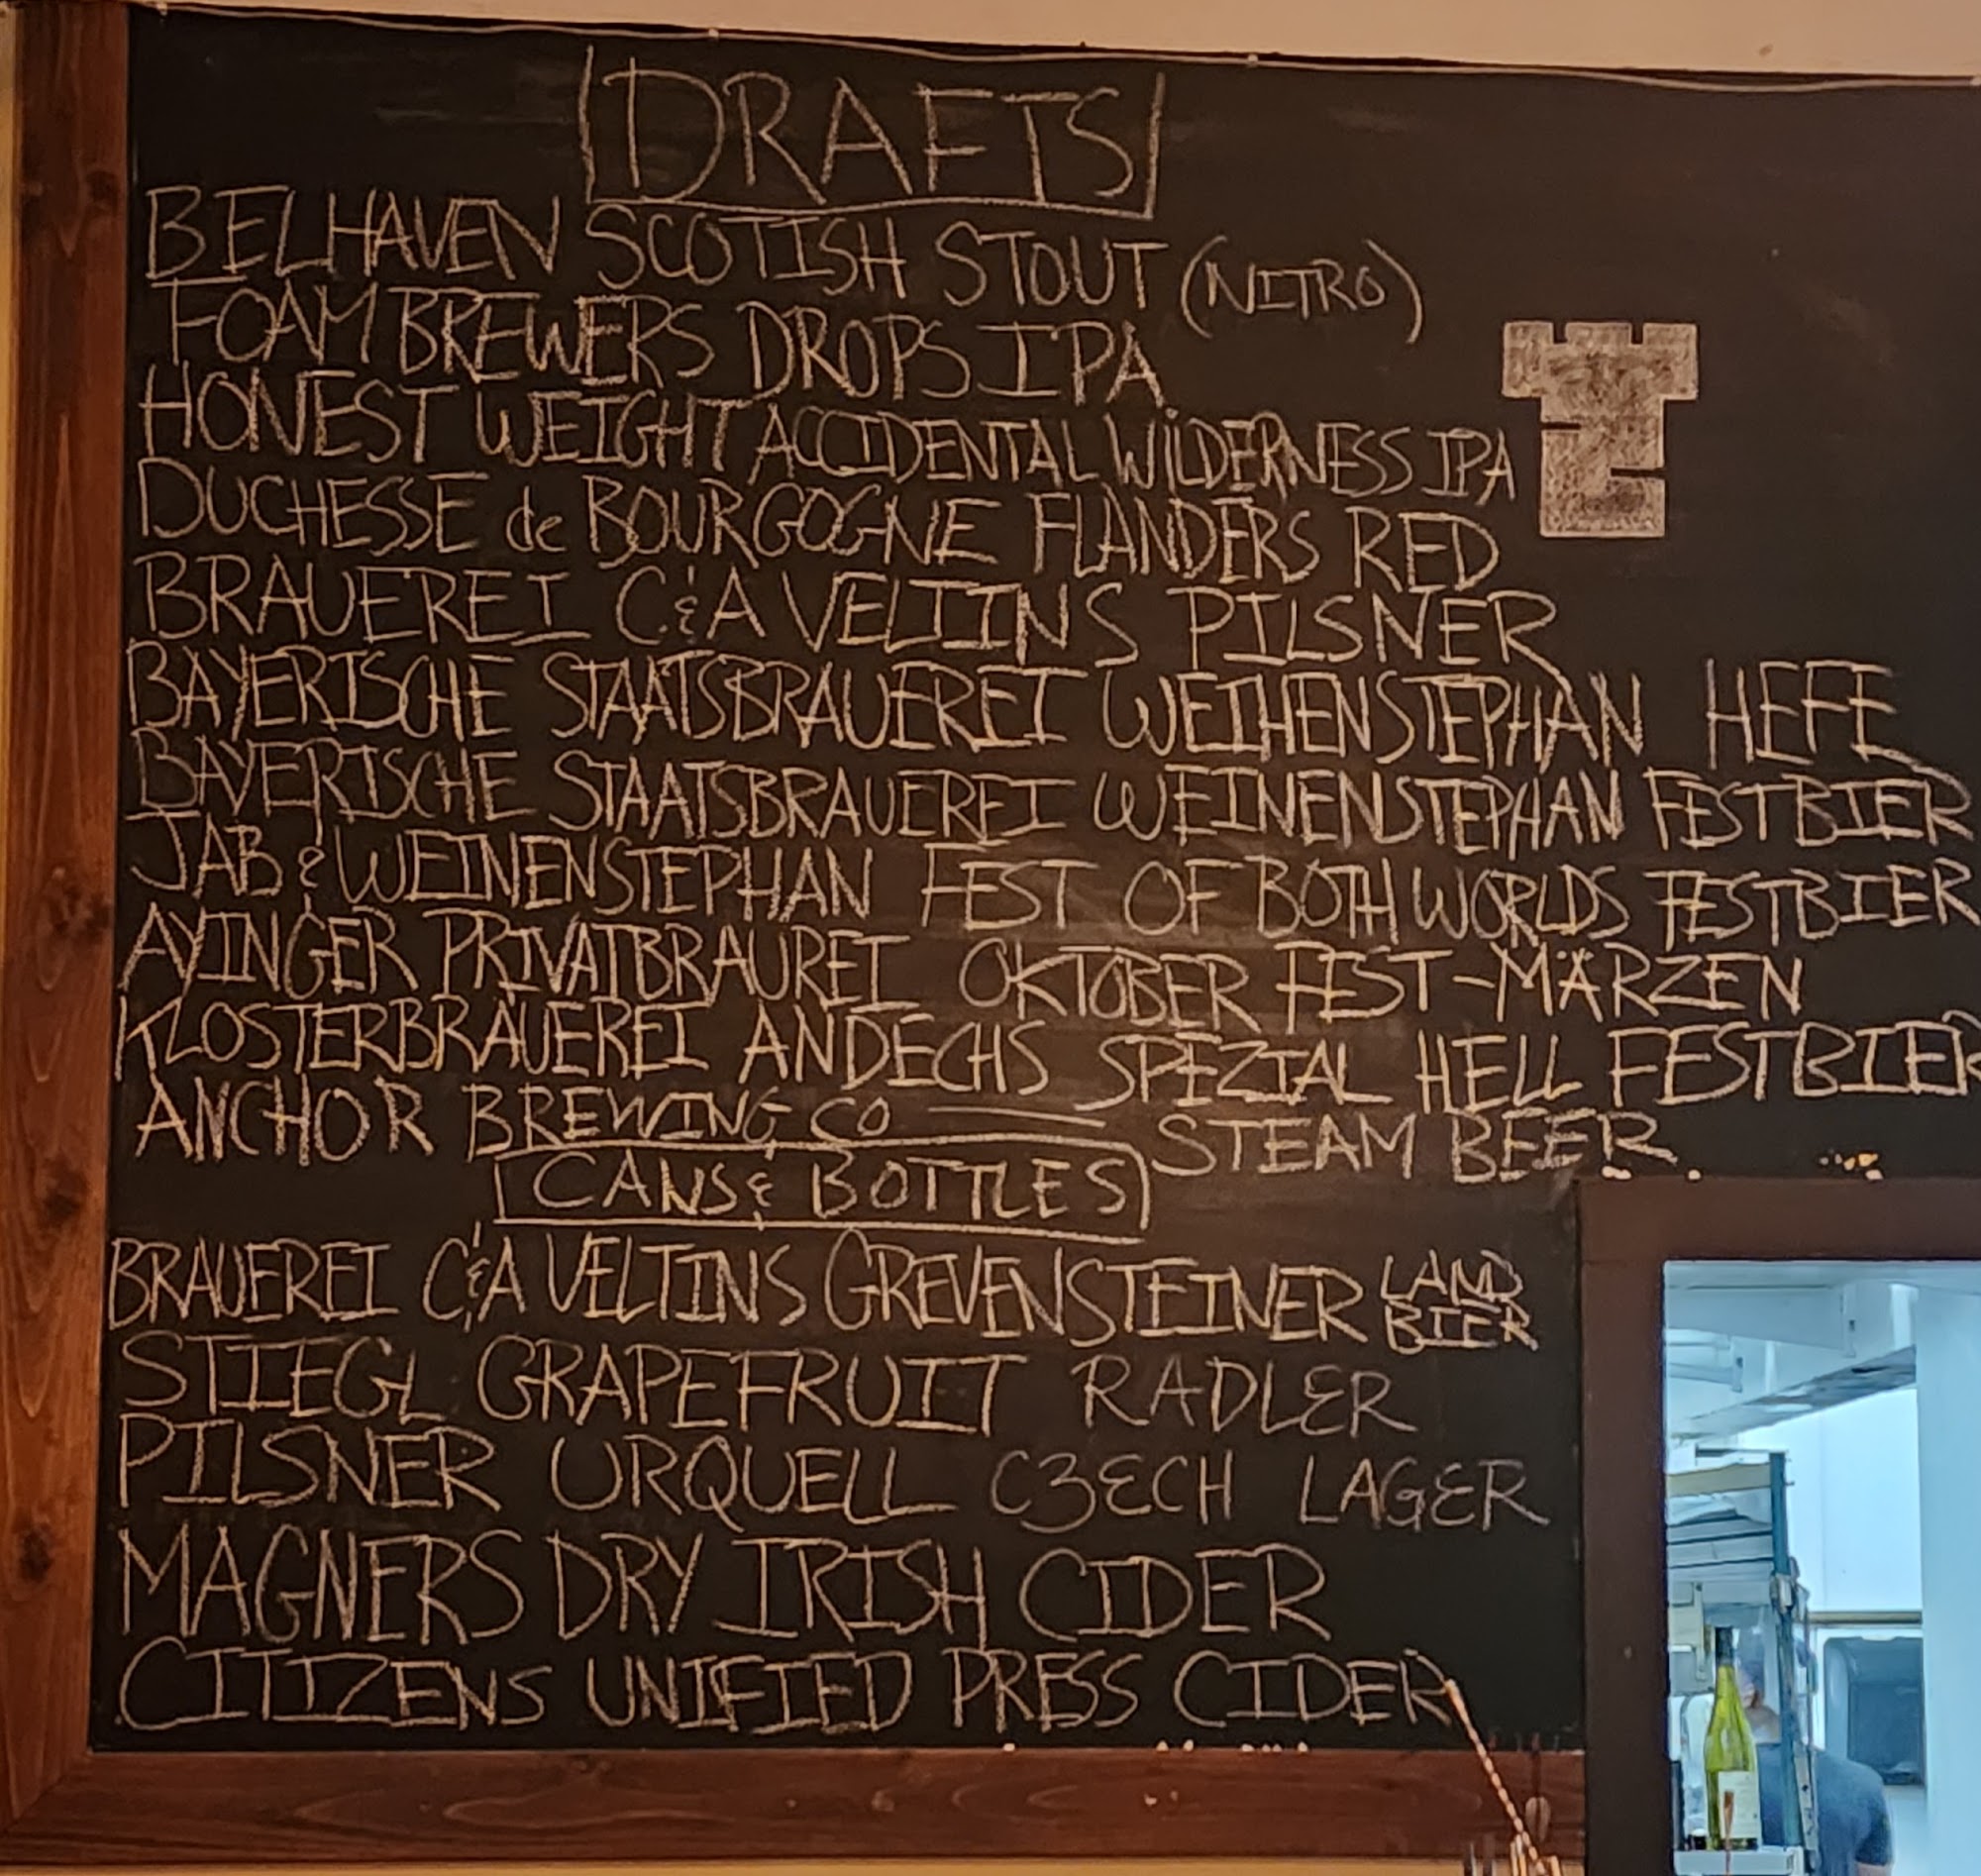 DRAFTS
BELHAVEN SCOTISH STOUT (NITRO)
FOAM BREWERS DROPS IPA
HONEST WEIGHT ACCIDENTAL WILDERNESS IPA
DUCHESSE de BOURGOGNE FLANDERS RED
BRAUEREI C & A VELTINS PILSNER
BAYERISCHE STAATSBRAUEREI WEIHENSTEPHAN HEFE
BAYERISCHE STAATSBRAUEREI WEINENSTEPHAN FESTBIER
JAB & WEINENSTEPHAN FEST OF BOTH WORLDS FESTBIER
AYINGER PRIVATBRAUREI OKTOBER FEST-MÄRZEN
KLOSTERBRAUEREI ANDECHS SPEZIAL HELL FESTBIER
ANCHOR BREWING CO — STEAM BEER
CANS & BOTTLES
BRAUEREI C & A VELTINS GREVENSTEINER LAND BIER
STIEGL GRAPEFRUIT RADLER
PILSNER URQUELL CZECH LAGER
MAGNERS DRY IRISH CIDER
CITIZENS UNIFIED PRESS CIDER